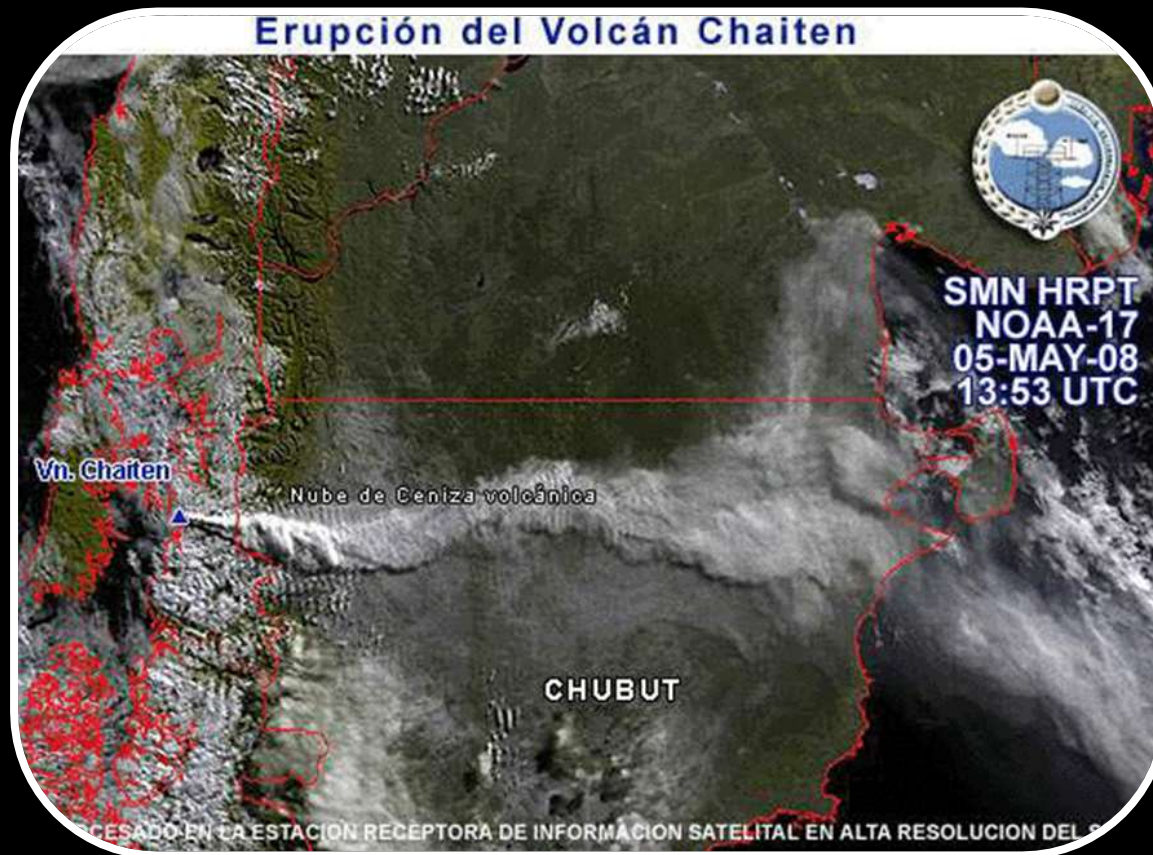 Erupción del Volcán Chaiten
SMN HRPT
NOAA-17
05-MAY-08
13:53 UTC
Vn. Chaiten
Nube de Ceniza volcánica
CHUBUT
CESADO EN LA ESTACION RECEPTORA DE INFORMACION SATELITAL EN ALTA RESOLUCION DEL S